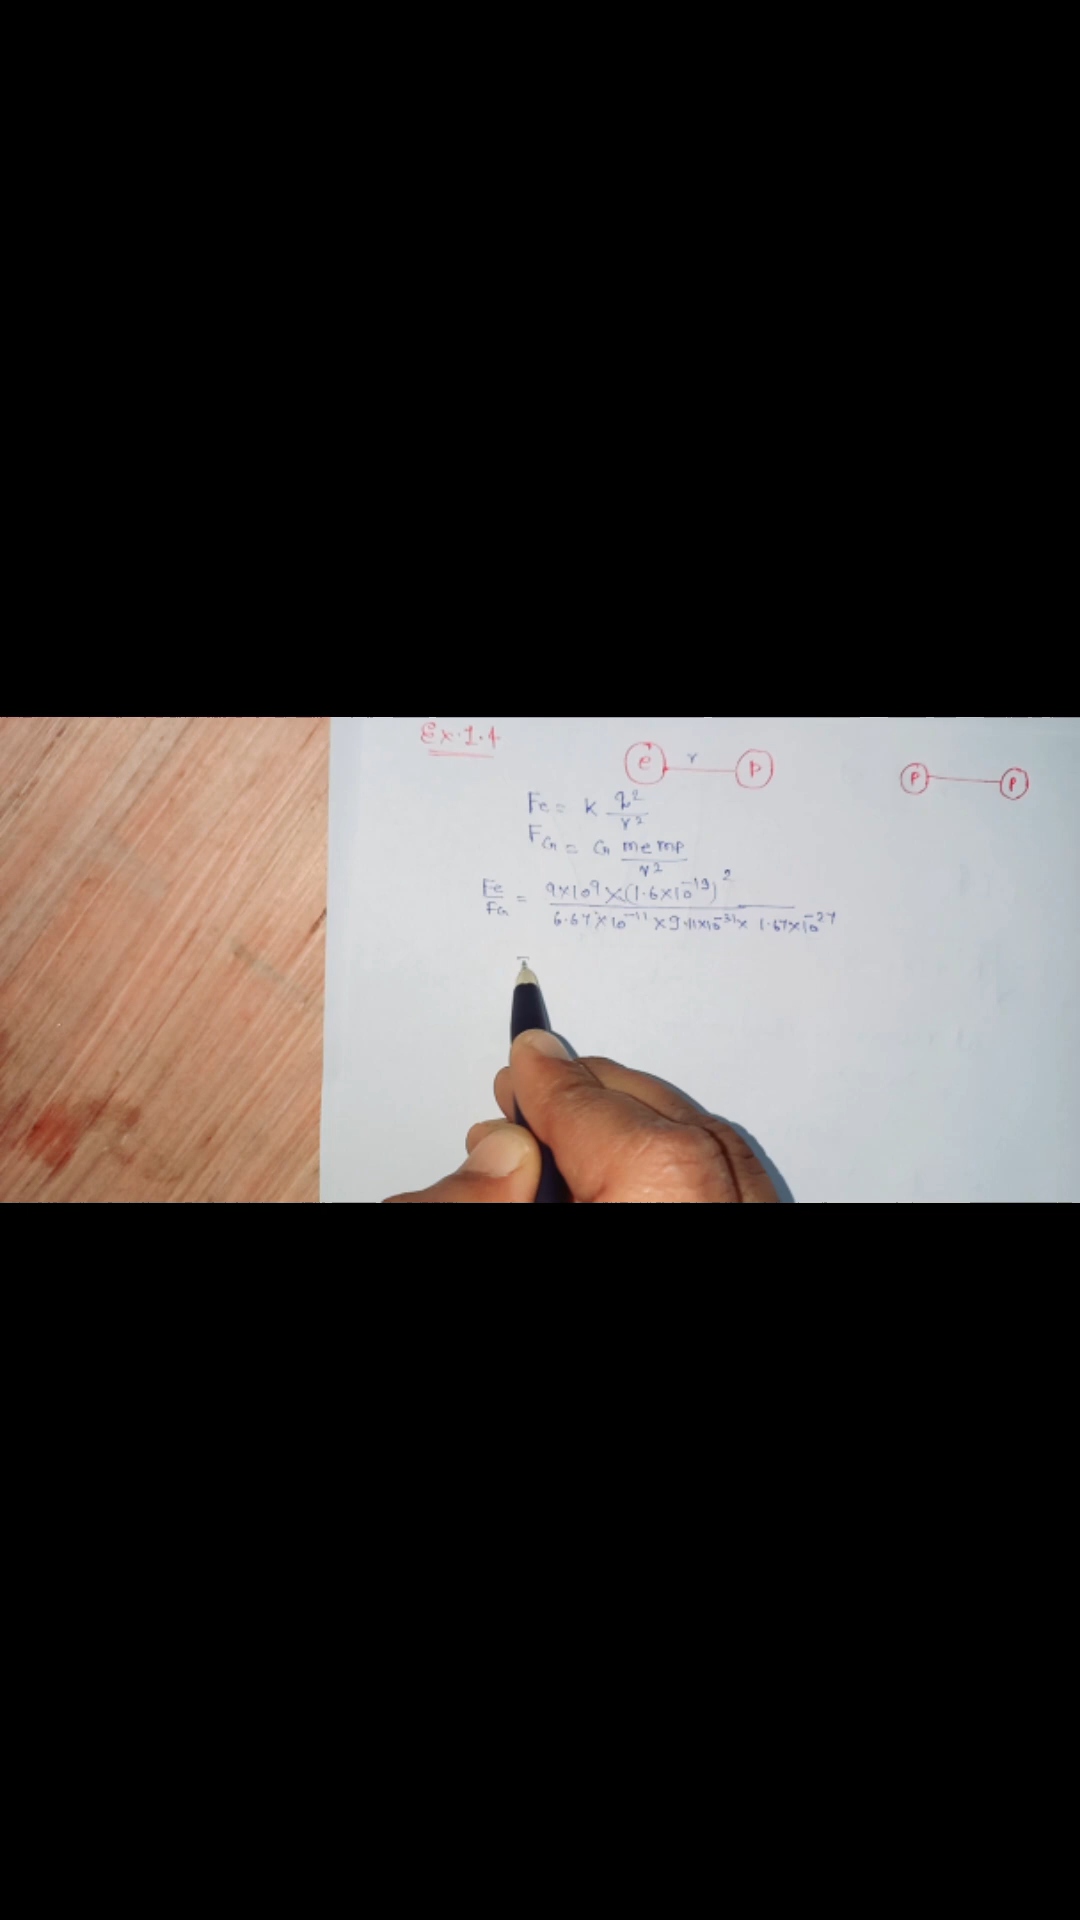 Ex.1.4
e r p
p p
Fe = k q²/r²
FG = G me mp/r²
Fe/FG = 9×10⁹×(1.6×10⁻¹⁹)²/6.67×10⁻¹¹×9.11×10⁻³¹×1.67×10⁻²⁷